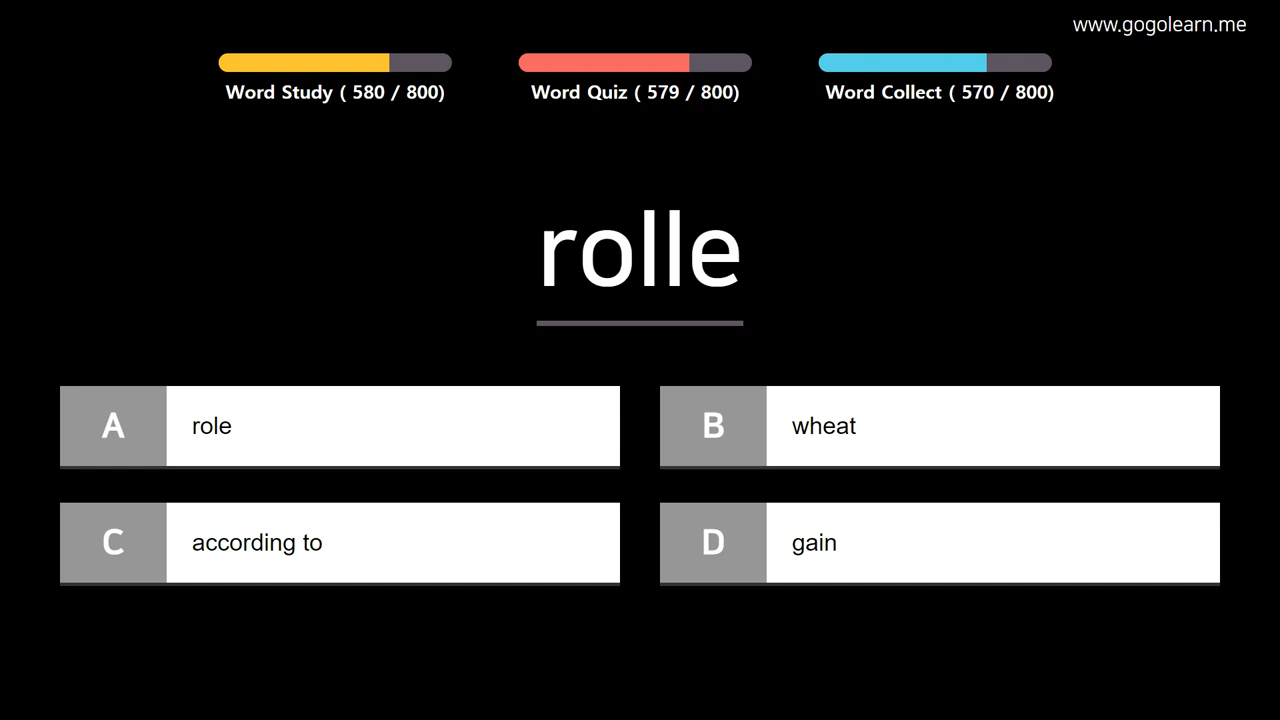 www.gogolearn.me
Word Study ( 580 / 800) Word Quiz ( 579 / 800) Word Collect ( 570 / 800)
rolle
A role B wheat
C according to D gain